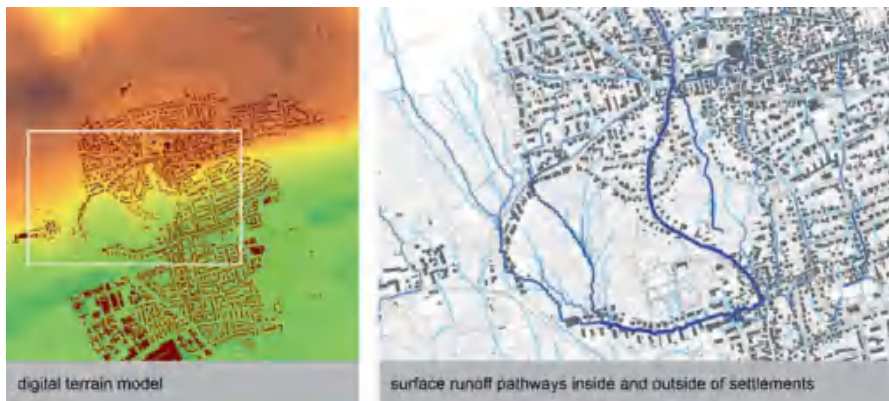 digital terrain model
surface runoff pathways inside and outside of settlements